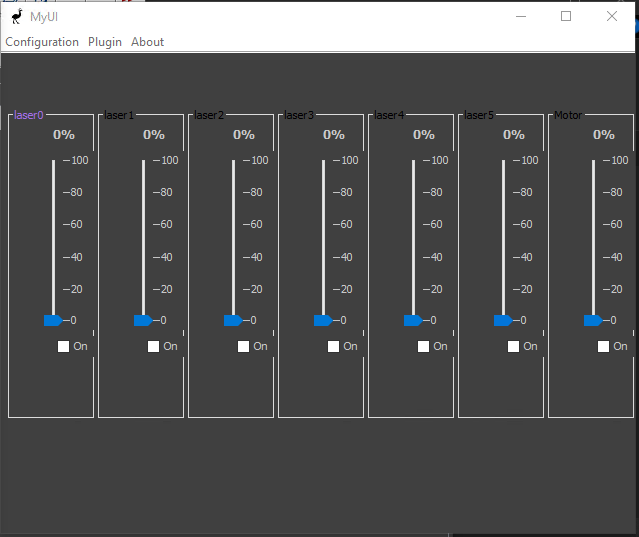 MyUI
Configuration Plugin About
laser0 laser1 laser2 laser3 laser4 laser5 Motor
0% 0% 0% 0% 0% 0% 0%
100 100 100 100 100 100 100
80 80 80 80 80 80 80
60 60 60 60 60 60 60
40 40 40 40 40 40 40
20 20 20 20 20 20 20
0 0 0 0 0 0 0
On On On On On On On